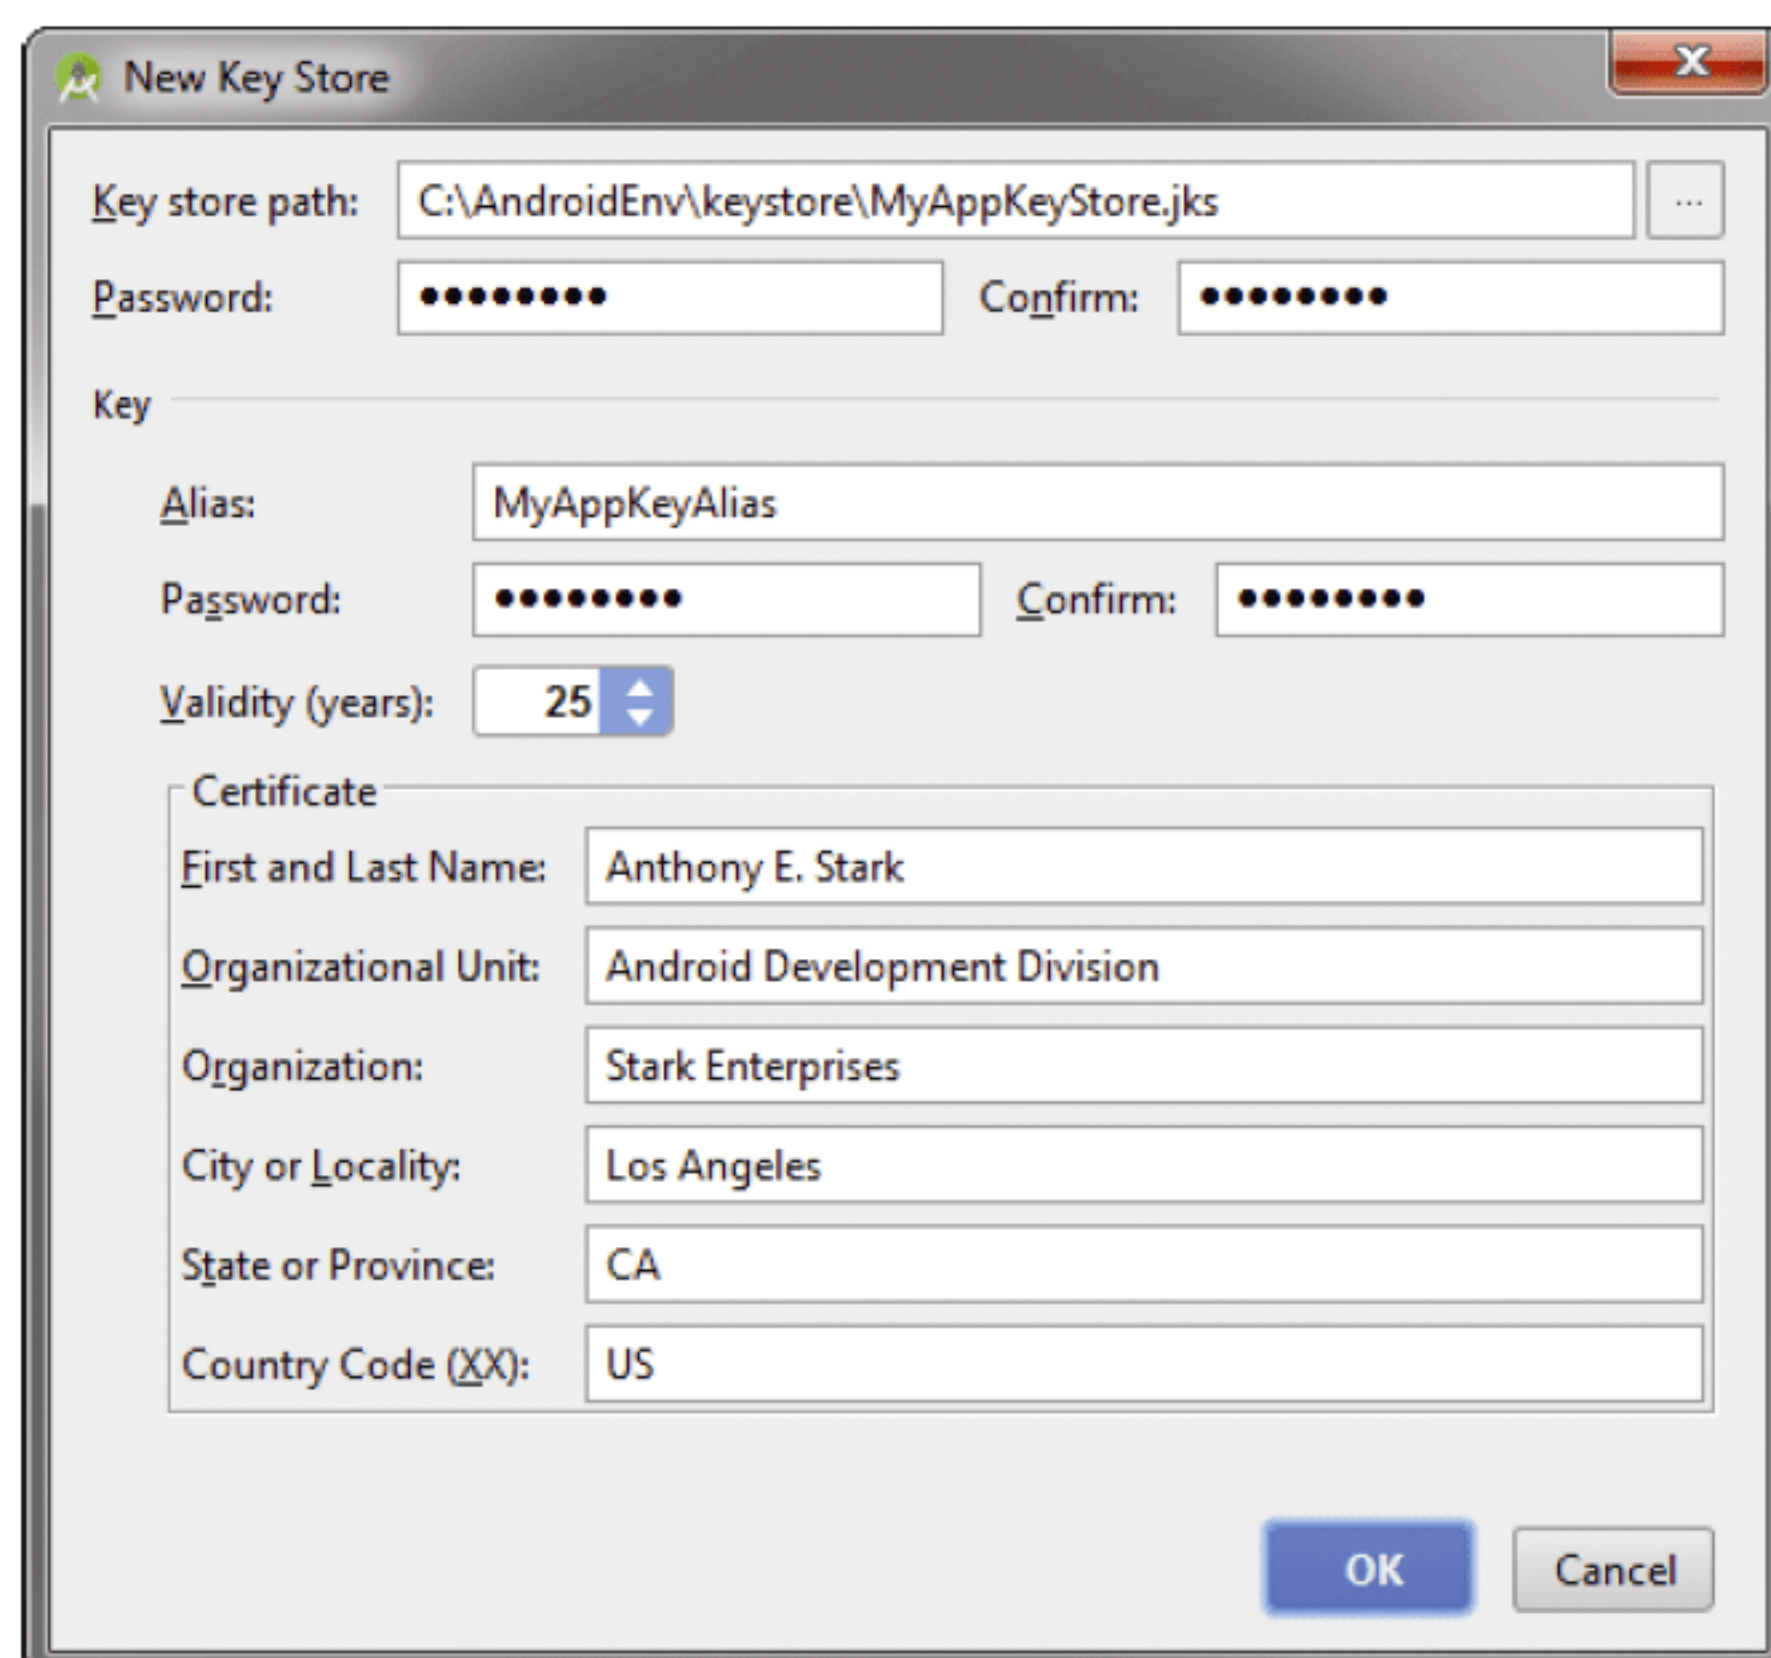 New Key Store
Key store path: C:\AndroidEnv\keystore\MyAppKeyStore.jks ...
Password: •••••••• Confirm: ••••••••
Key
Alias: MyAppKeyAlias
Password: •••••••• Confirm: ••••••••
Validity (years): 25
Certificate
First and Last Name: Anthony E. Stark
Organizational Unit: Android Development Division
Organization: Stark Enterprises
City or Locality: Los Angeles
State or Province: CA
Country Code (XX): US
OK Cancel